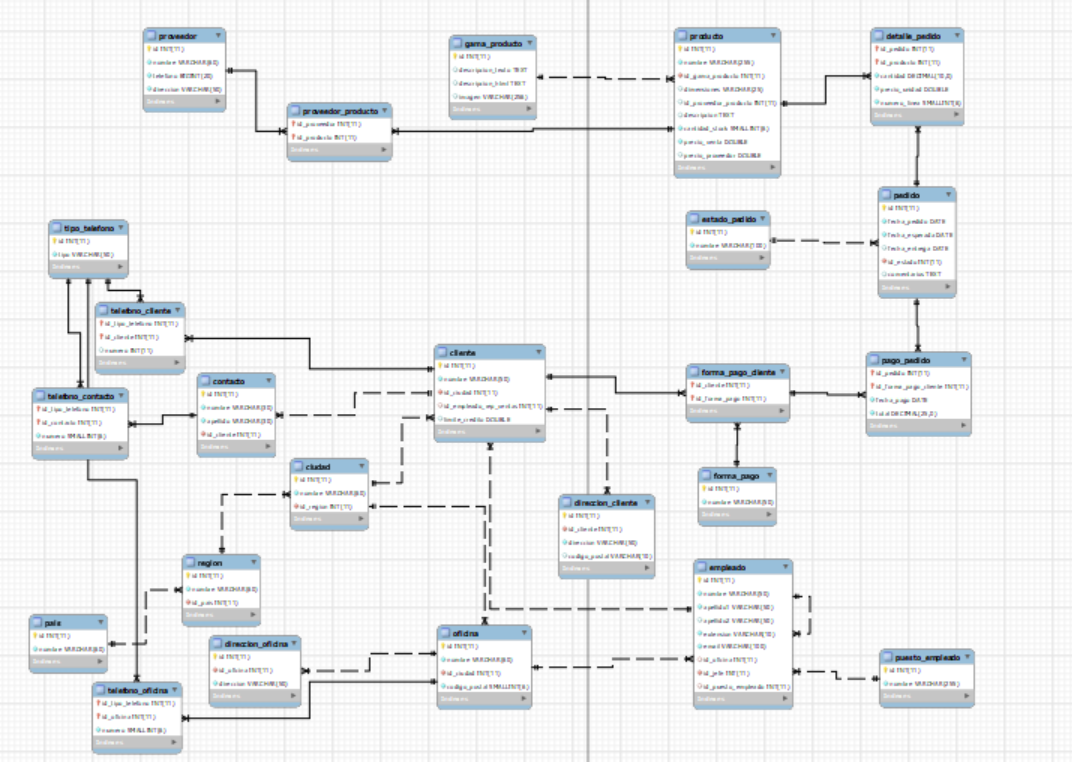 proveedor
id INT(11)
nombre VARCHAR(60)
direccion VARCHAR(90)
Indexes
gama_producto
id INT(11)
descripcion_texto TEXT
descripcion_html TEXT
imagen VARCHAR(256)
Indexes
producto
id INT(11)
nombre VARCHAR(255)
id_gama_producto INT(11)
dimensiones VARCHAR(25)
id_proveedor_producto INT(11)
descripcion TEXT
cantidad_stock SMALLINT(6)
precio_venta DOUBLE
precio_proveedor DOUBLE
Indexes
detalle_pedido
id_pedido INT(11)
id_producto INT(11)
cantidad DECIMAL(10,0)
precio_unidad DOUBLE
numero_linea SMALLINT(6)
Indexes
proveedor_producto
id_proveedor INT(11)
id_producto INT(11)
Indexes
pedido
id INT(11)
fecha_pedido DATE
fecha_esperada DATE
fecha_entrega DATE
id_estado INT(11)
comentarios TEXT
Indexes
estado_pedido
id INT(11)
nombre VARCHAR(100)
Indexes
tipo_telefono
id INT(11)
tipo VARCHAR(50)
Indexes
telefono_cliente
id_tipo_telefono INT(11)
id_cliente INT(11)
numero INT(11)
Indexes
cliente
id INT(11)
nombre VARCHAR(50)
id_ciudad INT(11)
id_empleado_rep_ventas INT(11)
limite_credito DOUBLE
Indexes
forma_pago_cliente
id_cliente INT(11)
id_forma_pago INT(11)
Indexes
pago_pedido
id_pedido INT(11)
id_forma_pago_cliente INT(11)
fecha_pago DATE
Indexes
contacto
id INT(11)
nombre VARCHAR(30)
apellido VARCHAR(30)
id_cliente INT(11)
Indexes
telefono_contacto
id_tipo_telefono INT(11)
id_contacto INT(11)
numero SMALLINT(6)
Indexes
ciudad
id INT(11)
nombre VARCHAR(60)
id_region INT(11)
Indexes
forma_pago
id INT(11)
nombre VARCHAR(50)
Indexes
direccion_cliente
id INT(11)
id_cliente INT(11)
direccion VARCHAR(90)
codigo_postal VARCHAR(10)
Indexes
region
id INT(11)
nombre VARCHAR(60)
id_pais INT(11)
Indexes
empleado
id INT(11)
nombre VARCHAR(50)
apellido1 VARCHAR(50)
apellido2 VARCHAR(50)
extension VARCHAR(10)
email VARCHAR(100)
id_oficina INT(11)
id_jefe INT(11)
id_puesto_empleado INT(11)
Indexes
pais
id INT(11)
nombre VARCHAR(60)
Indexes
direccion_oficina
id INT(11)
id_oficina INT(11)
direccion VARCHAR(90)
Indexes
oficina
id INT(11)
nombre VARCHAR(60)
id_ciudad INT(11)
codigo_postal SMALLINT(6)
Indexes
puesto_empleado
id INT(11)
nombre VARCHAR(255)
Indexes
telefono_oficina
id_tipo_telefono INT(11)
id_oficina INT(11)
numero SMALLINT(6)
Indexes